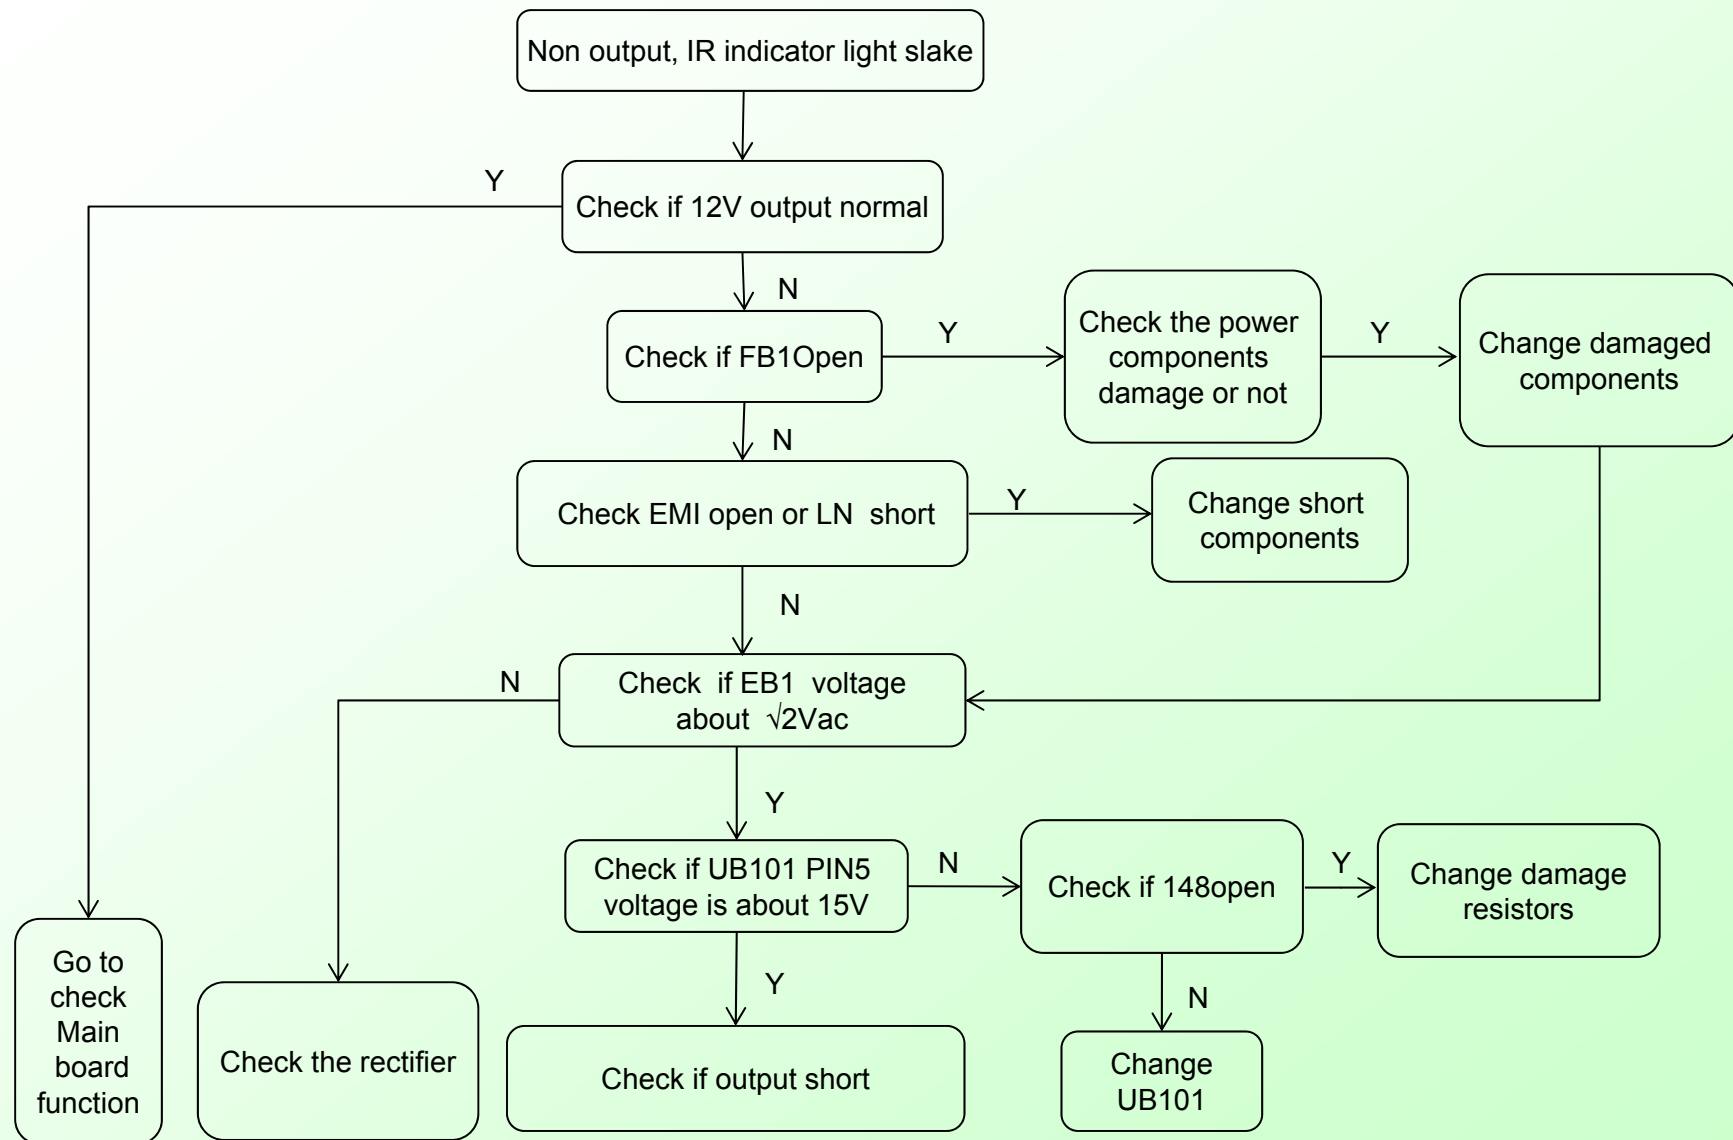 Non output, IR indicator light slake
Y
Check if 12V output normal
N
Check if FB1Open
Y
Check the power
components
damage or not
Y
Change damaged
components
N
Check EMI open or LN  short
Y
Change short
components
N
N
Check  if EB1  voltage
about  √2Vac
Y
Check if UB101 PIN5
voltage is about 15V
N
Check if 148open
Y
Change damage
resistors
Go to
check
Main
board
function
Check the rectifier
Y
Check if output short
N
Change
UB101